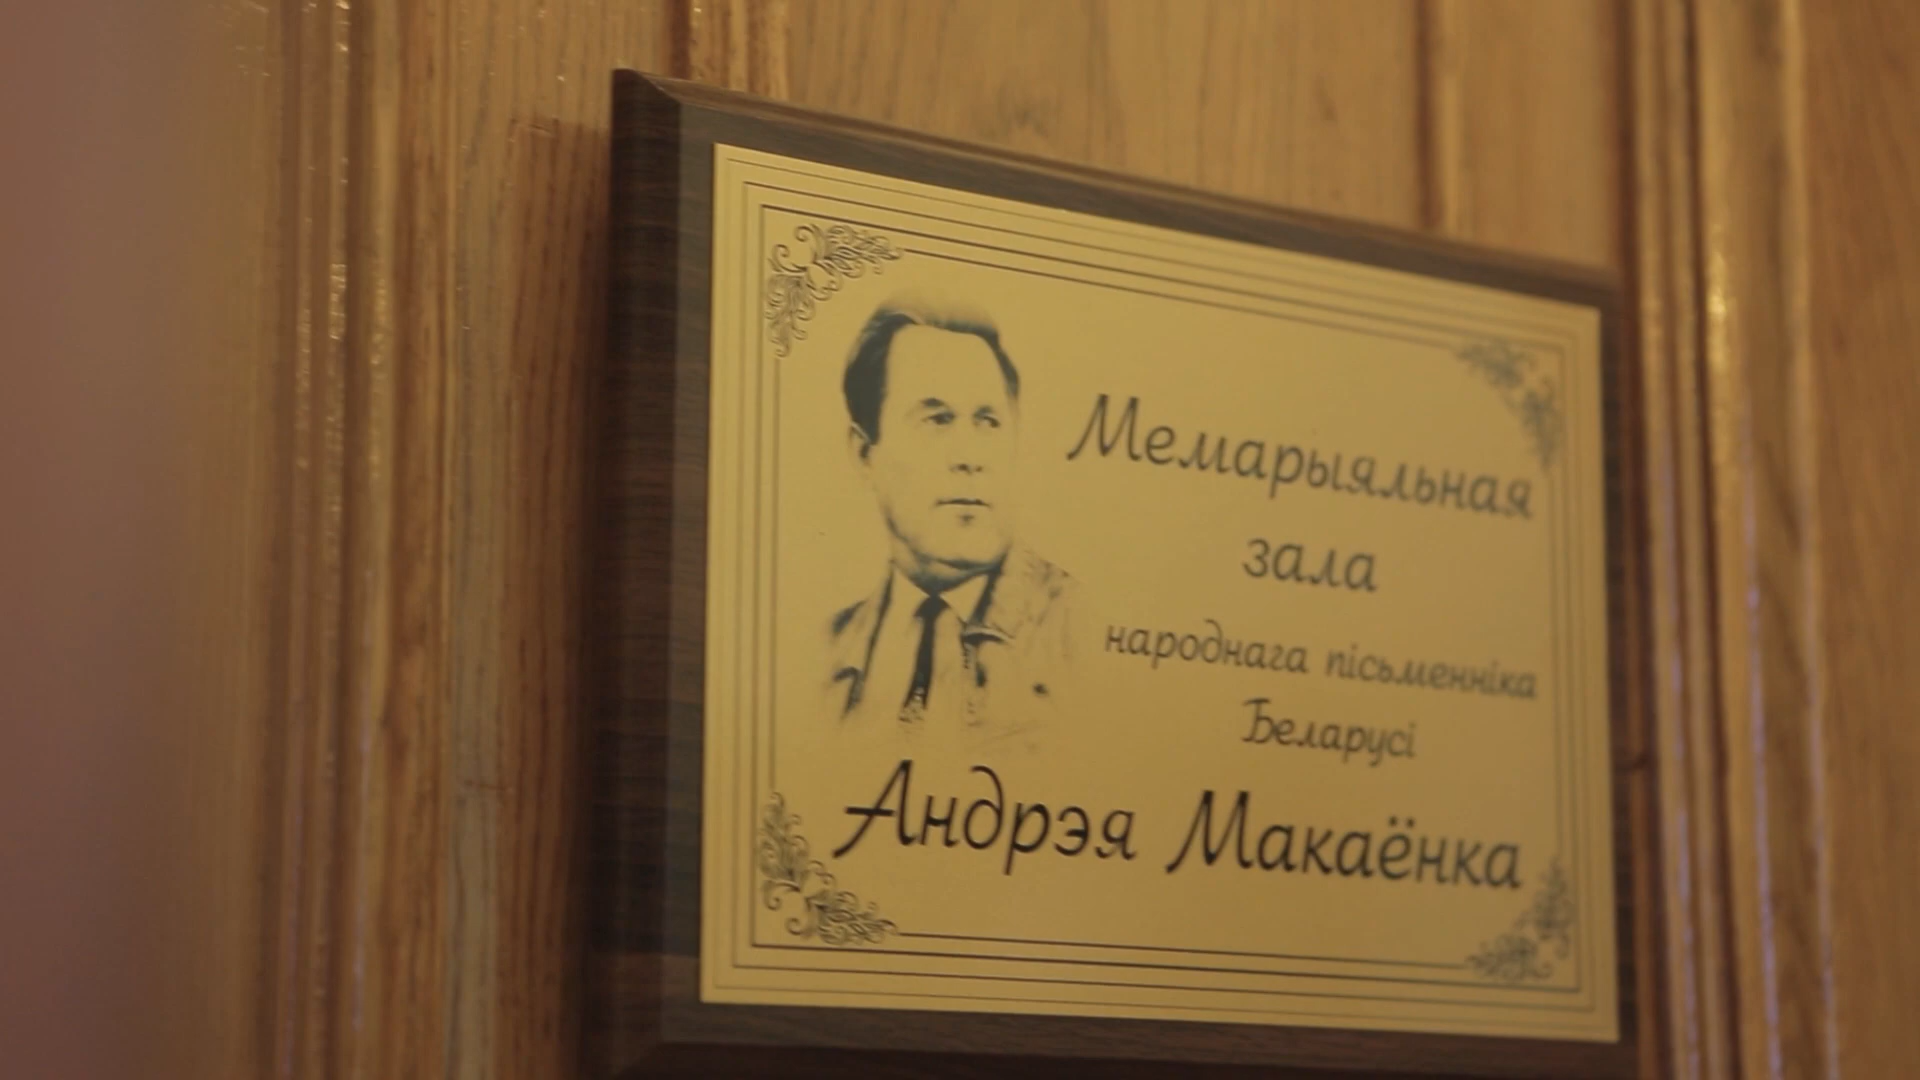 Мемарыяльная
зала
народнага пісьменніка
Беларусі
Андрэя Макаёнка